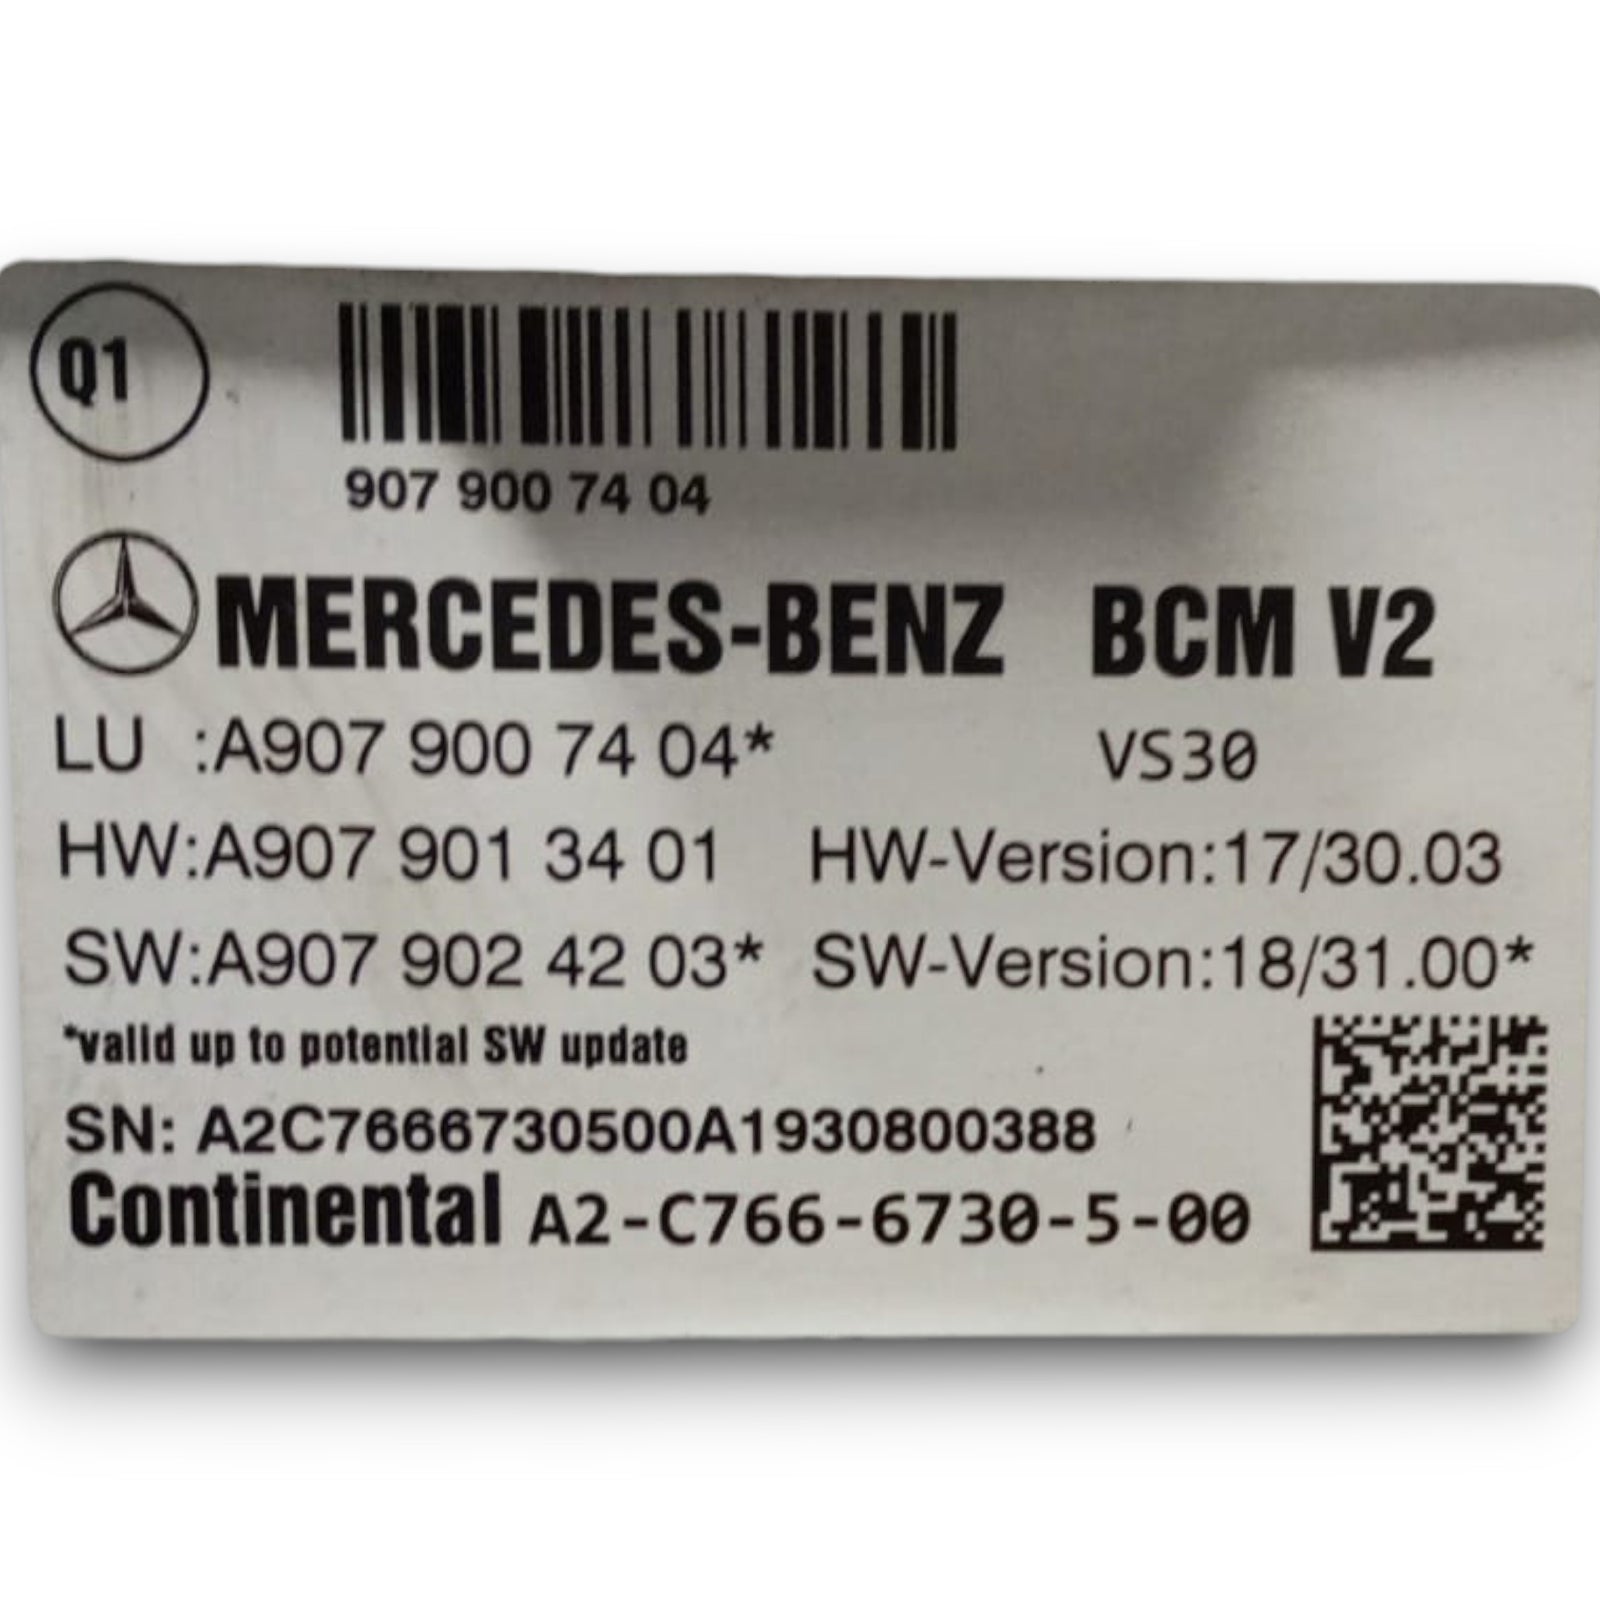 Q1
907 900 74 04
MERCEDES-BENZ BCM V2
LU :A907 900 74 04* VS30
HW:A907 901 34 01 HW-Version:17/30.03
SW:A907 902 42 03* SW-Version:18/31.00*
*valid up to potential SW update
SN: A2C7666730500A1930800388
Continental A2-C766-6730-5-00